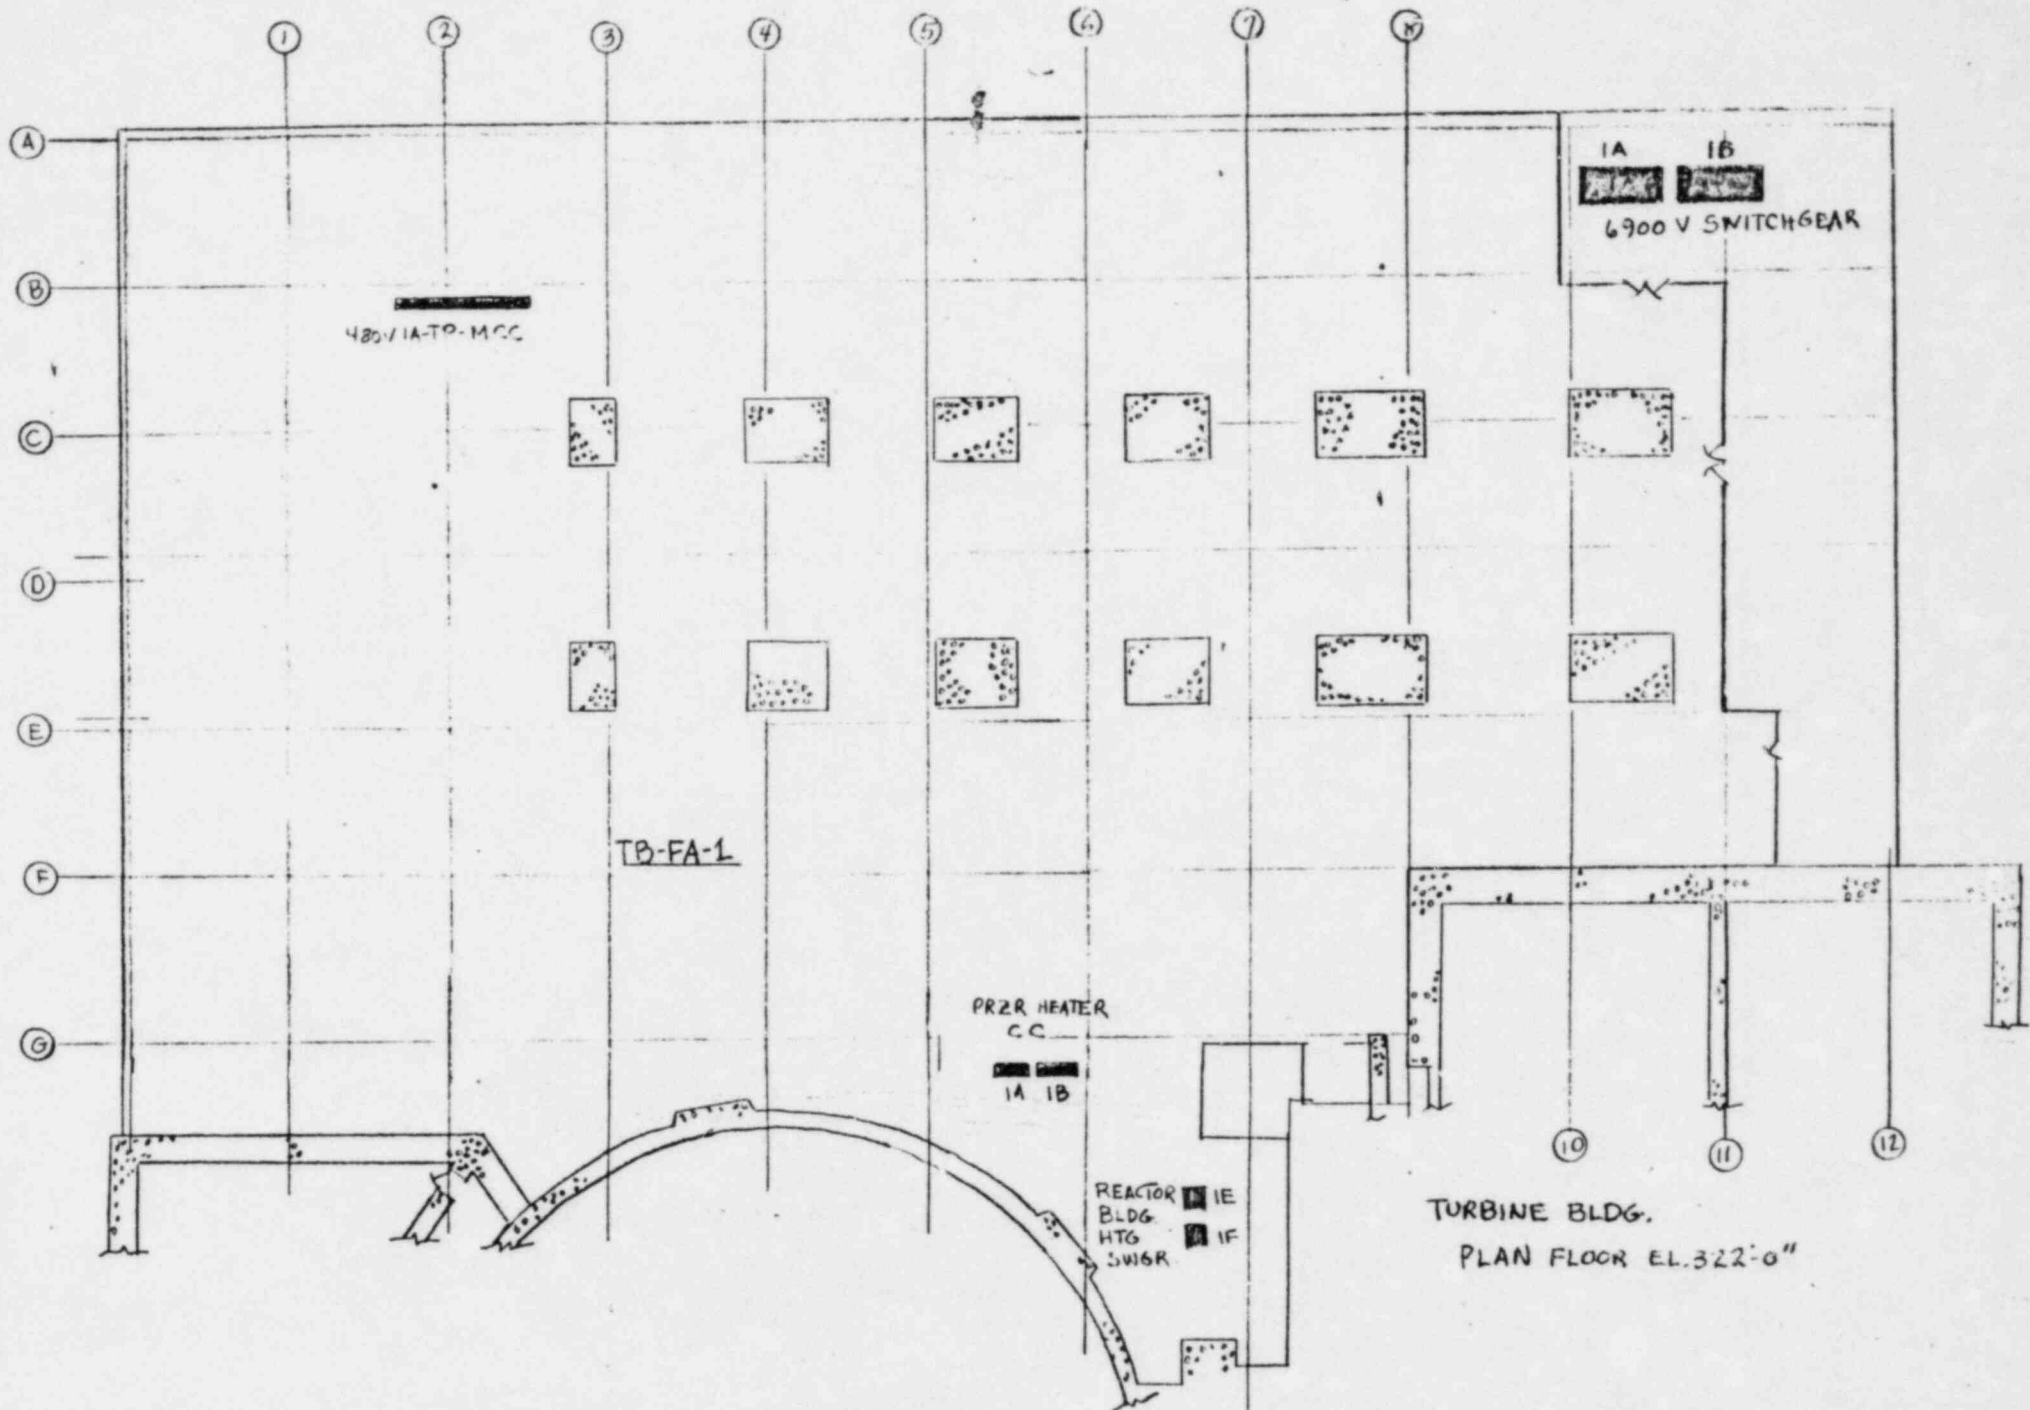 1 2 3 4 5 6 7 8
A
1A 1B
6900 V SWITCHGEAR
B
480V 1A-TP-MCC
C
D
E
TB-FA-1
F
PRZR HEATER
CC
G
1A 1B
10 11 12
REACTOR 1E
BLDG.
HTG 1F
SWGR
TURBINE BLDG.
PLAN FLOOR EL.322'-0"